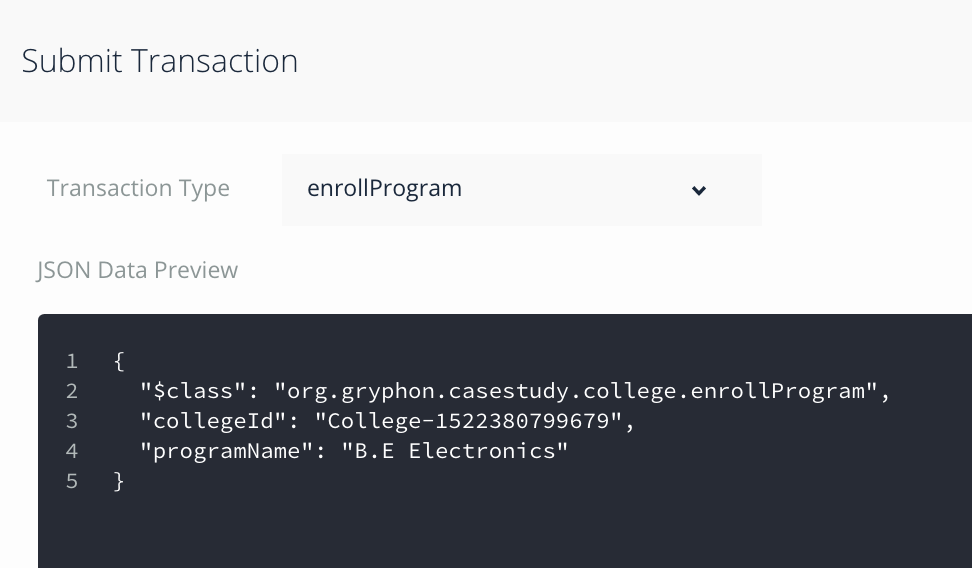 Submit Transaction
Transaction Type enrollProgram
JSON Data Preview
1 {
2 "$class": "org.gryphon.casestudy.college.enrollProgram",
3 "collegeId": "College-1522380799679",
4 "programName": "B.E Electronics"
5 }